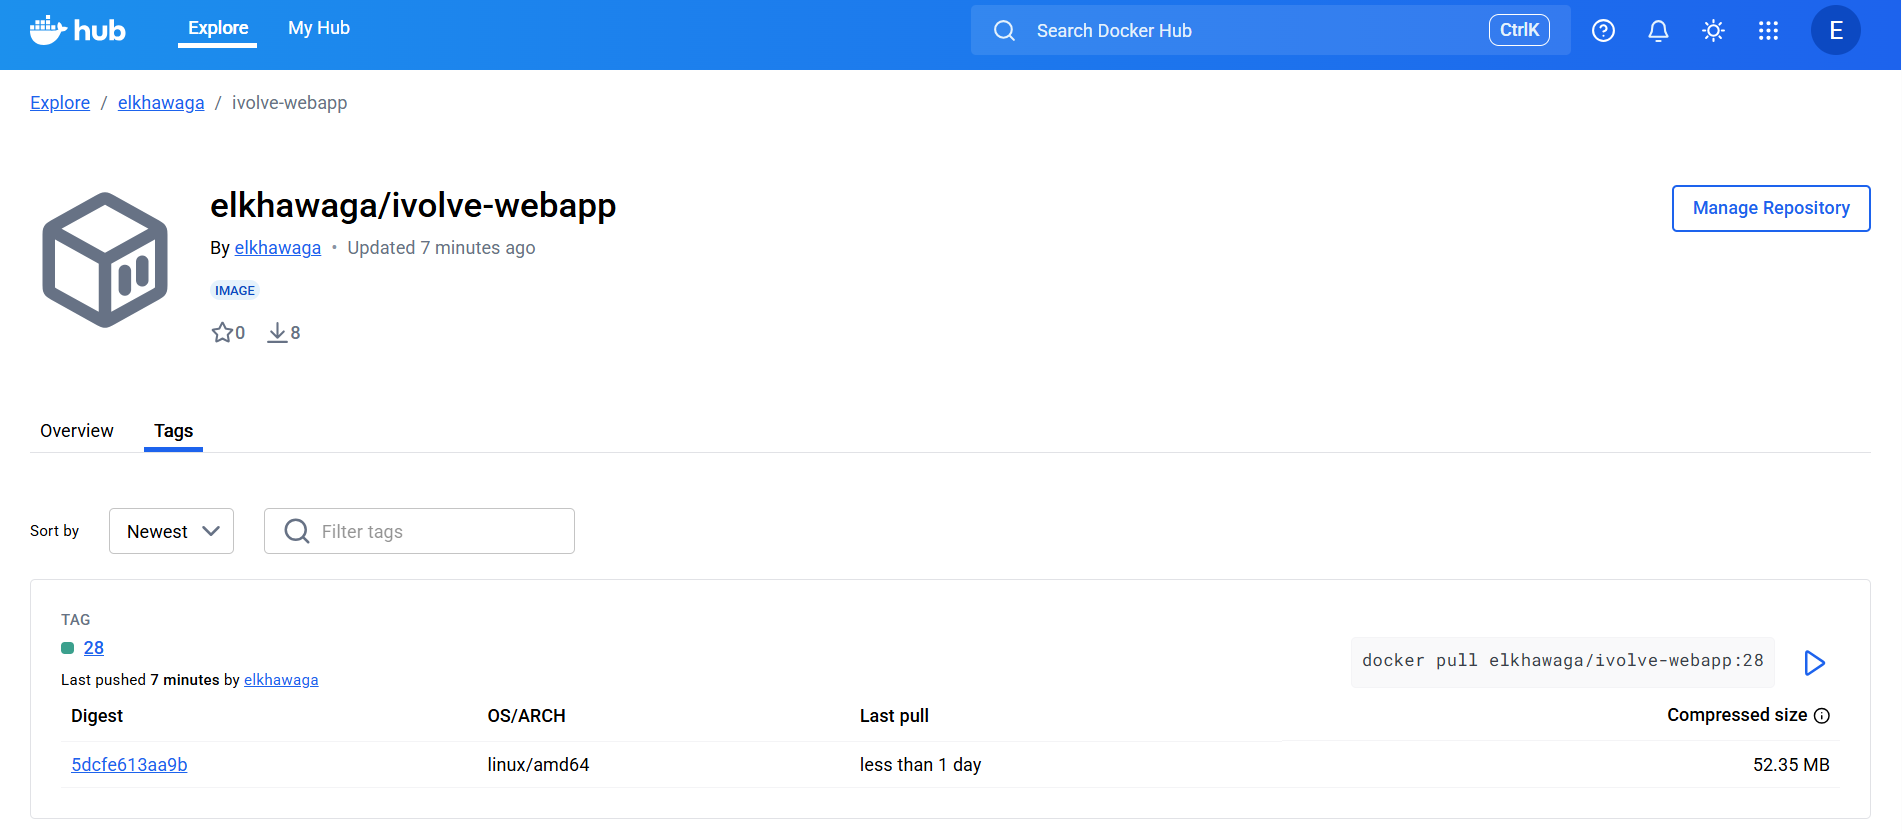 hub Explore My Hub Search Docker Hub CtrlK E
Explore / elkhawaga / ivolve-webapp
elkhawaga/ivolve-webapp
Manage Repository
By elkhawaga • Updated 7 minutes ago
IMAGE
0 8
Overview Tags
Sort by Newest Filter tags
TAG
28
docker pull elkhawaga/ivolve-webapp:28
Last pushed 7 minutes by elkhawaga
Digest OS/ARCH Last pull Compressed size
5dcfe613aa9b linux/amd64 less than 1 day 52.35 MB